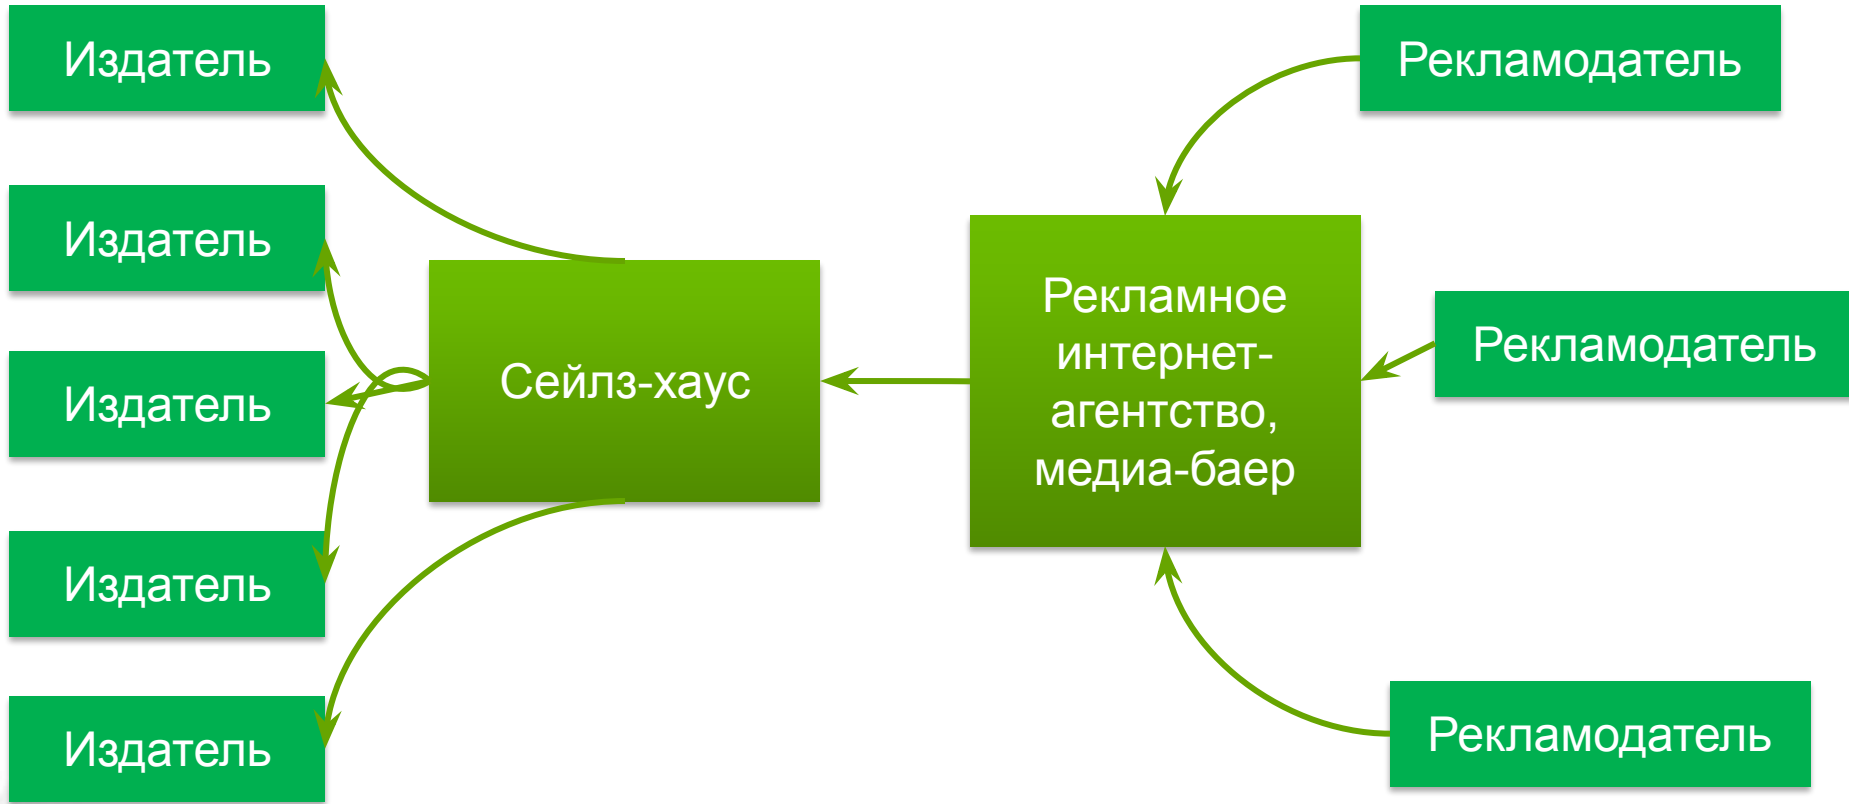 Издатель
Издатель
Издатель
Издатель
Издатель
Сейлз-хаус
Рекламное
интернет-
агентство,
медиа-баер
Рекламодатель
Рекламодатель
Рекламодатель